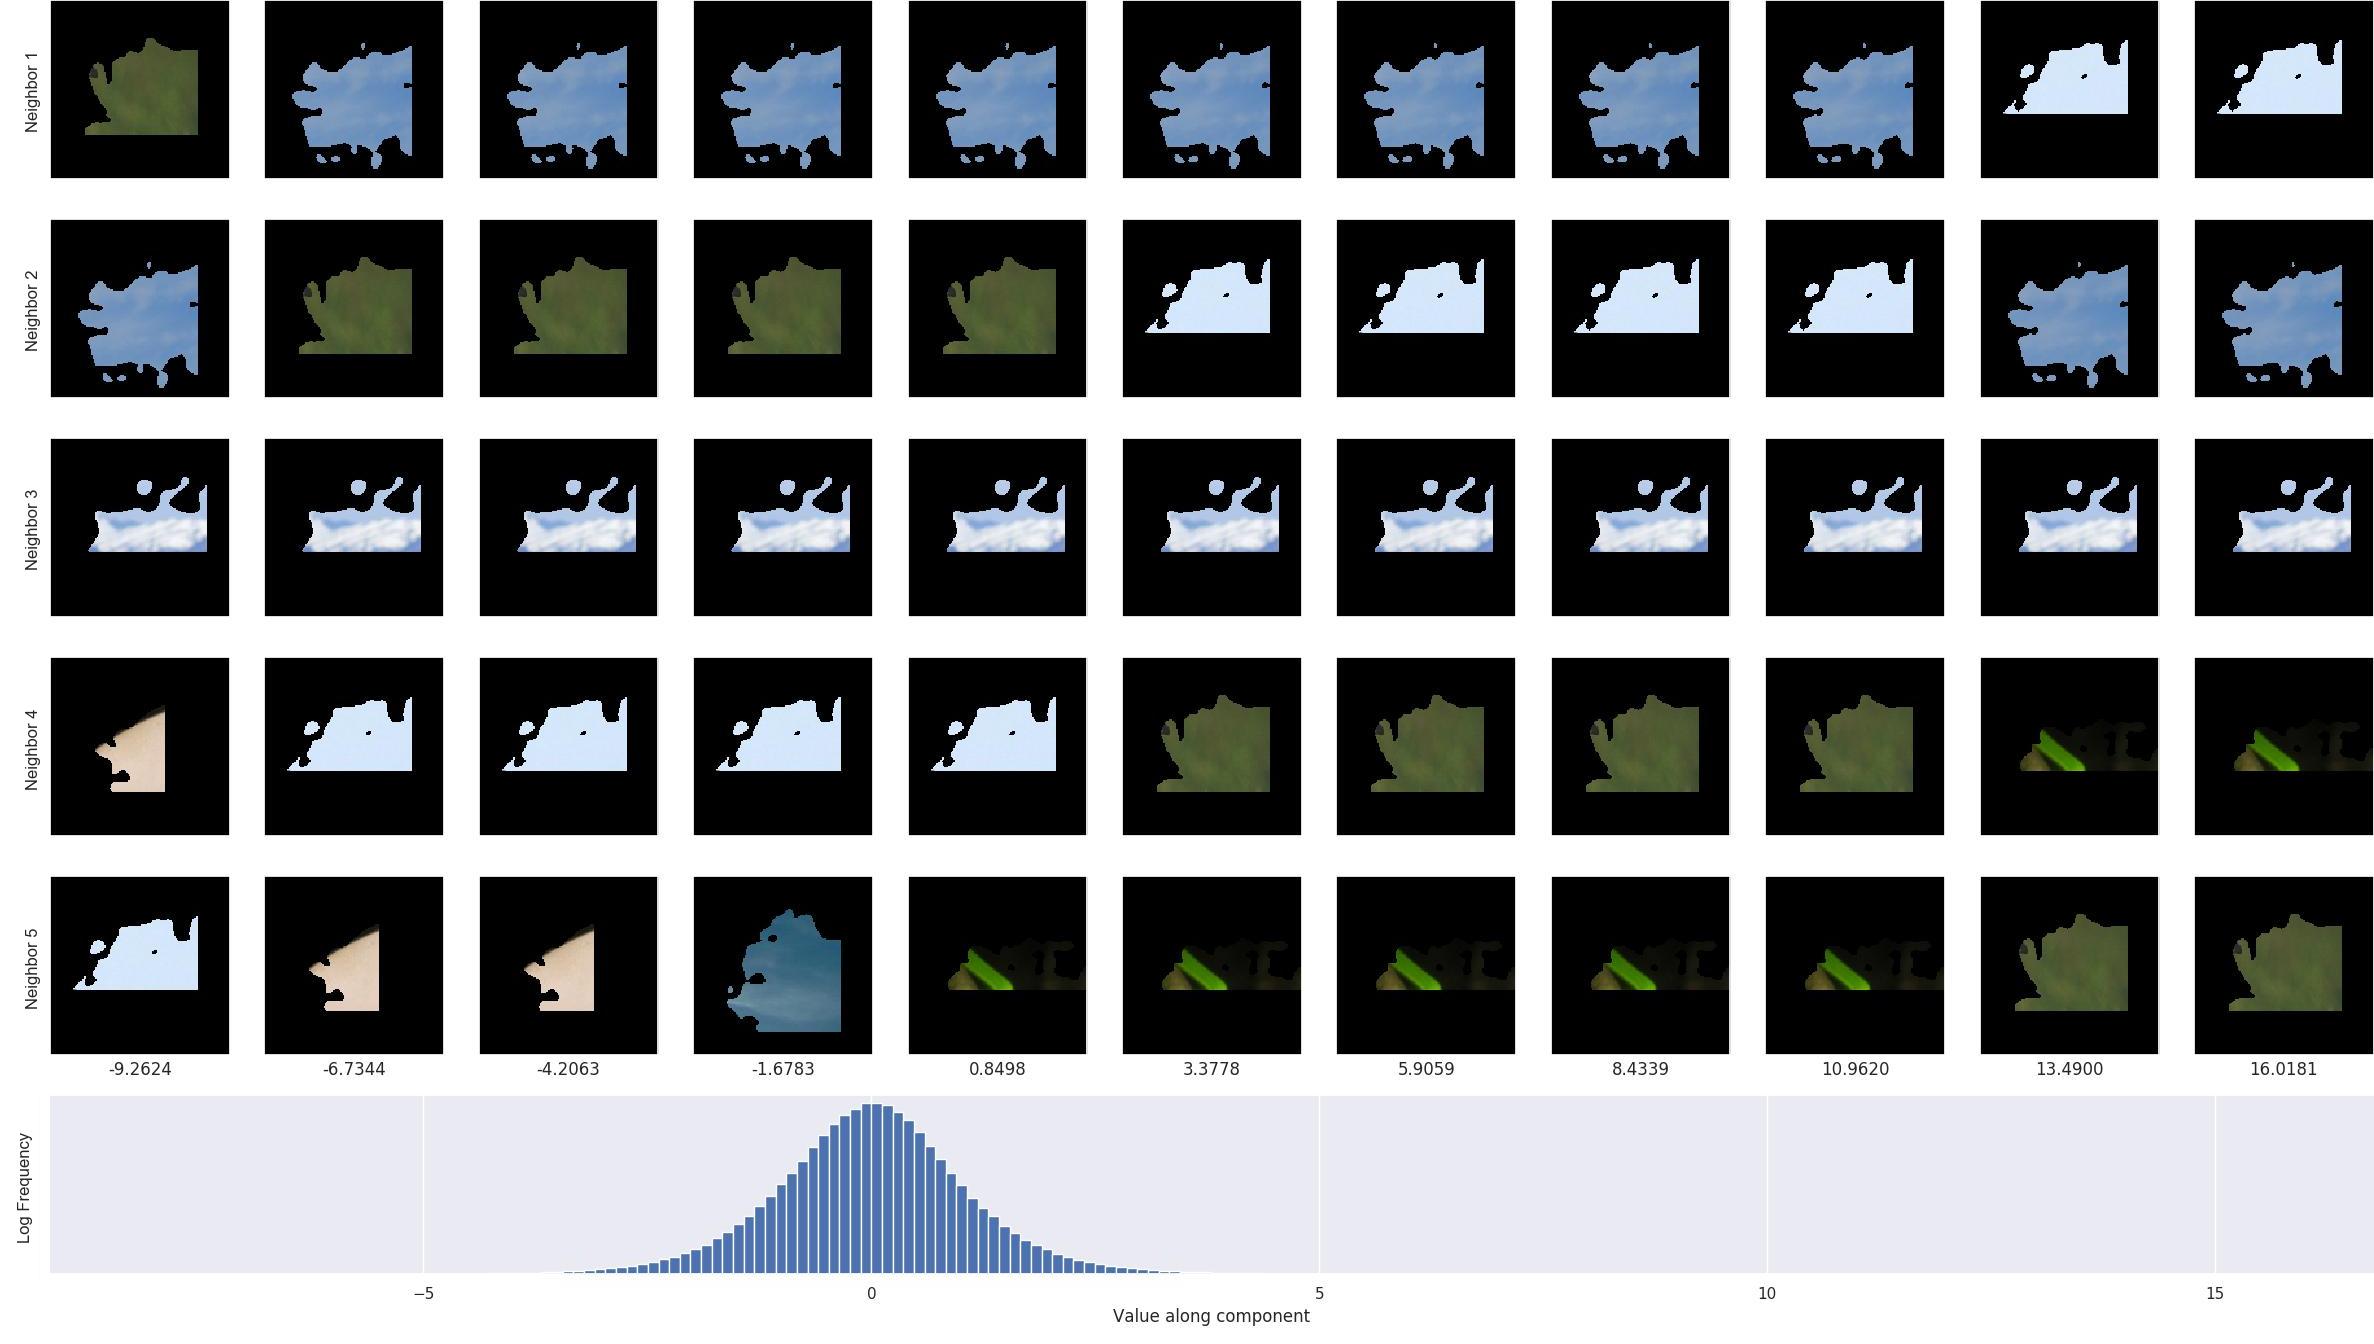 Neighbor 1
Neighbor 2
Neighbor 3
Neighbor 4
Neighbor 5
-9.2624 -6.7344 -4.2063 -1.6783 0.8498 3.3778 5.9059 8.4339 10.9620 13.4900 16.0181
Log Frequency
−5 0 5 10 15
Value along component